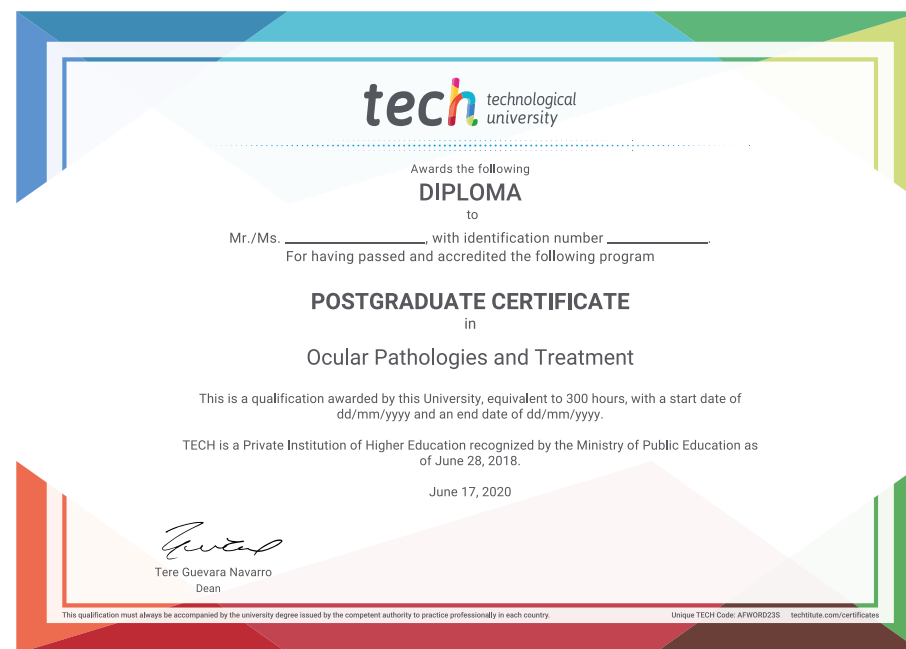 tech technological
university
Awards the following
DIPLOMA
to
Mr./Ms. ____________________, with identification number ______________.
For having passed and accredited the following program
POSTGRADUATE CERTIFICATE
in
Ocular Pathologies and Treatment
This is a qualification awarded by this University, equivalent to 300 hours, with a start date of
dd/mm/yyyy and an end date of dd/mm/yyyy.
TECH is a Private Institution of Higher Education recognized by the Ministry of Public Education as
of June 28, 2018.
June 17, 2020
Tere Guevara Navarro
Dean
This qualification must always be accompanied by the university degree issued by the competent authority to practice professionally in each country. Unique TECH Code: AFWORD23S techtitute.com/certificates